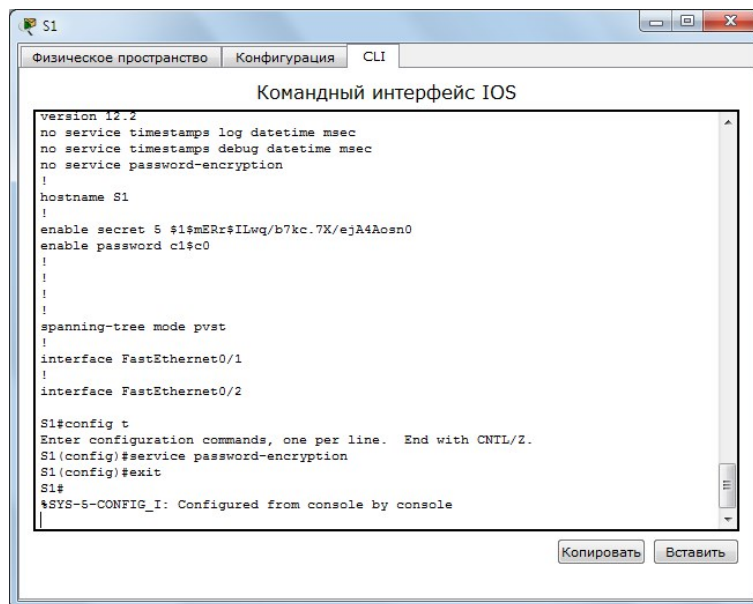 S1
Физическое пространство Конфигурация CLI
Командный интерфейс IOS
version 12.2
no service timestamps log datetime msec
no service timestamps debug datetime msec
no service password-encryption
!
hostname S1
!
enable secret 5 $1$mERr$ILwq/b7kc.7X/ejA4Aosn0
enable password c1$c0
!
!
!
!
spanning-tree mode pvst
!
interface FastEthernet0/1
!
interface FastEthernet0/2
S1#config t
Enter configuration commands, one per line.  End with CNTL/Z.
S1(config)#service password-encryption
S1(config)#exit
S1#
%SYS-5-CONFIG_I: Configured from console by console
Копировать Вставить